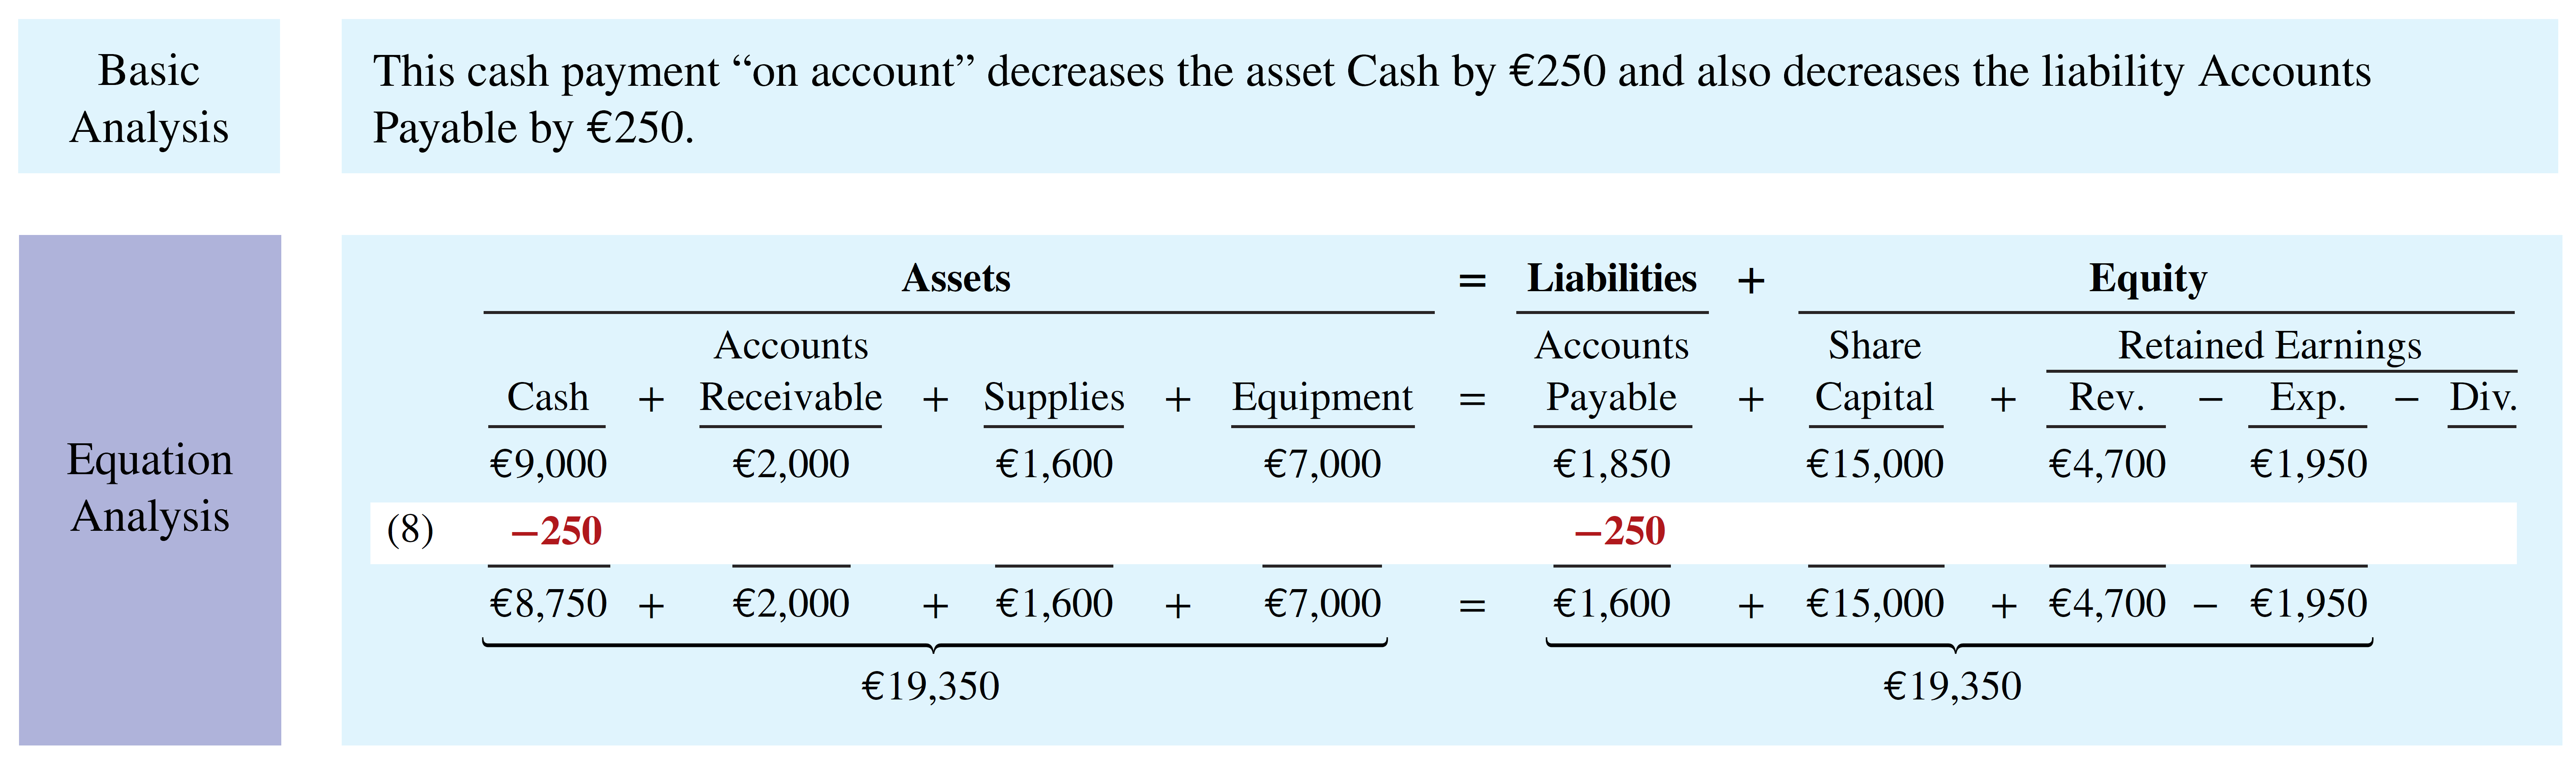 Basic
Analysis
This cash payment “on account” decreases the asset Cash by €250 and also decreases the liability Accounts
Payable by €250.
Equation
Analysis
Assets = Liabilities + Equity
Accounts Accounts Share Retained Earnings
Cash + Receivable + Supplies + Equipment = Payable + Capital + Rev. − Exp. − Div.
€9,000 €2,000 €1,600 €7,000 €1,850 €15,000 €4,700 €1,950
(8) −250 −250
€8,750 + €2,000 + €1,600 + €7,000 = €1,600 + €15,000 + €4,700 − €1,950
€19,350 €19,350